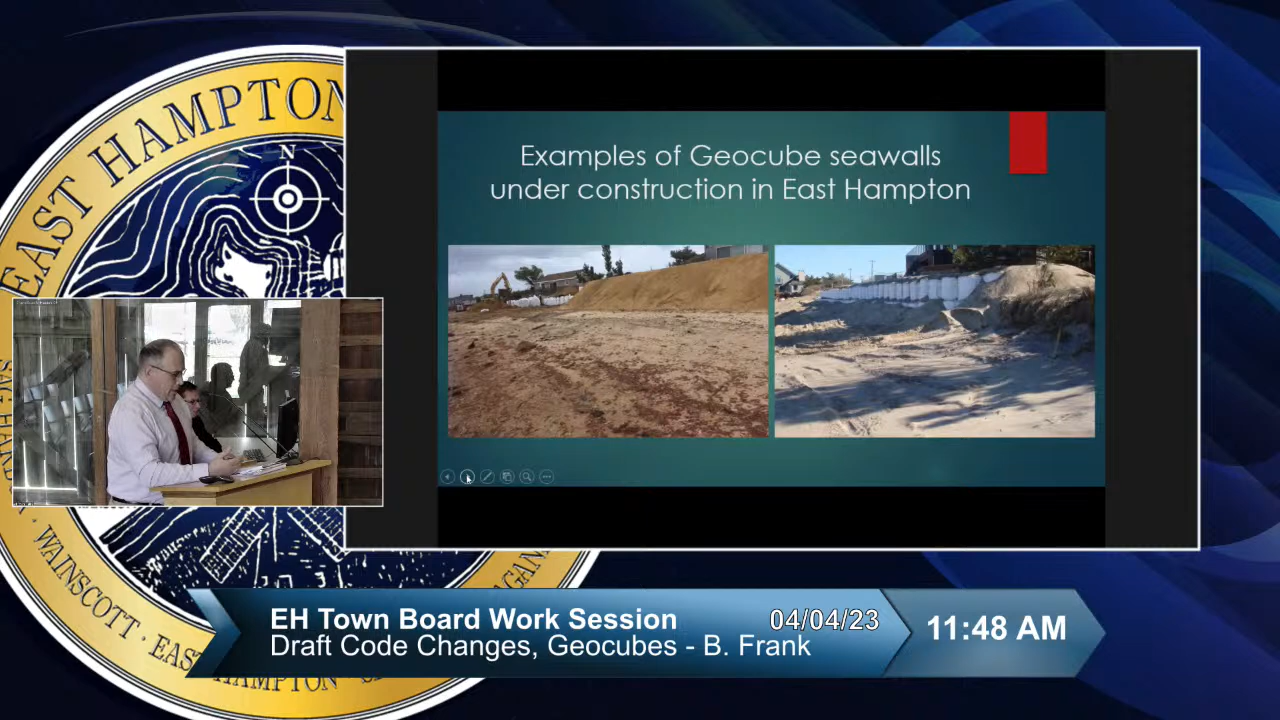 EAST HAMPTON
N
Examples of Geocube seawalls
under construction in East Hampton
WAINSCOTT
EH Town Board Work Session
04/04/23
11:48 AM
Draft Code Changes, Geocubes - B. Frank